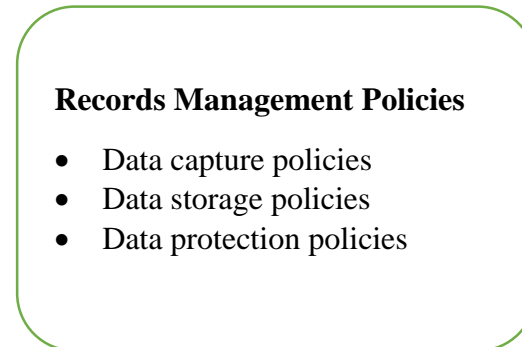 Records Management Policies
• Data capture policies
• Data storage policies
• Data protection policies